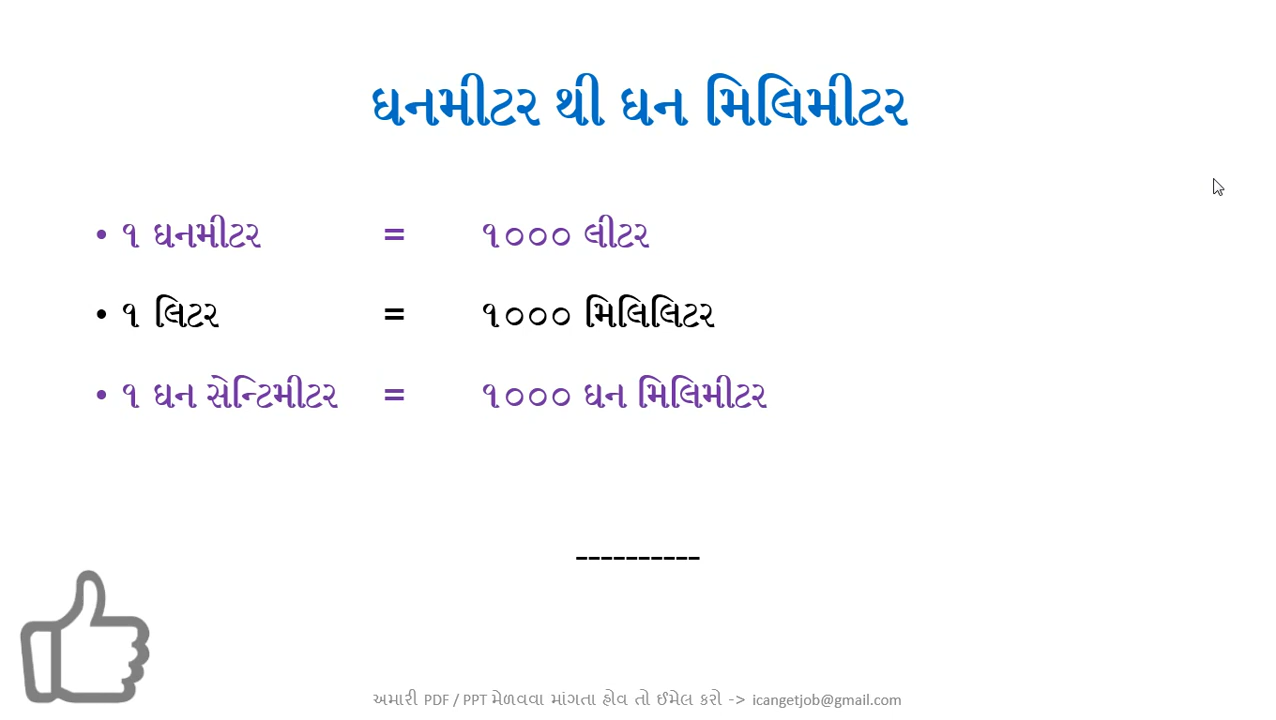 ઘનમીટર થી ઘન મિલિમીટર
• ૧ ઘનમીટર = ૧૦૦૦ લીટર
• ૧ લિટર = ૧૦૦૦ મિલિલિટર
• ૧ ઘન સેન્ટિમીટર = ૧૦૦૦ ઘન મિલિમીટર
----------
અમારી PDF / PPT મેળવવા માંગતા હોવ તો ઈમેલ કરો -> icangetjob@gmail.com